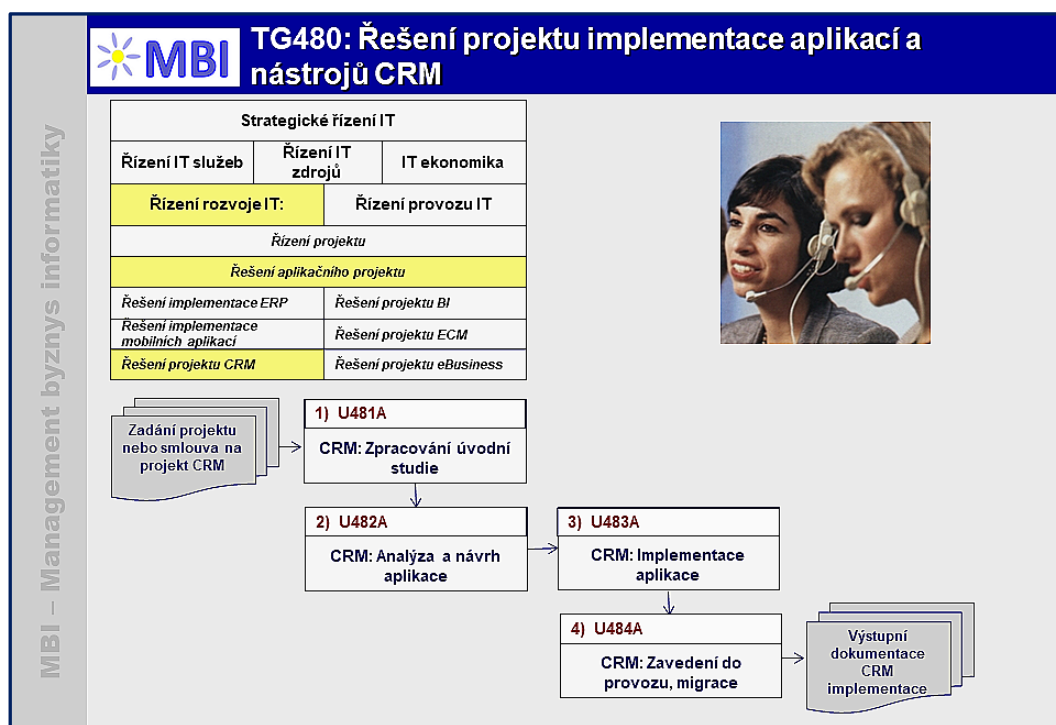 MBI
TG480: Řešení projektu implementace aplikací a
nástrojů CRM
MBI – Management byznys informatiky
Strategické řízení IT
Řízení IT služeb
Řízení IT
zdrojů
IT ekonomika
Řízení rozvoje IT:
Řízení provozu IT
Řízení projektu
Řešení aplikačního projektu
Řešení implementace ERP
Řešení projektu BI
Řešení implementace
mobilních aplikací
Řešení projektu ECM
Řešení projektu CRM
Řešení projektu eBusiness
Zadání projektu
nebo smlouva na
projekt CRM
1) U481A
CRM: Zpracování úvodní
studie
2) U482A
CRM: Analýza a návrh
aplikace
3) U483A
CRM: Implementace
aplikace
4) U484A
CRM: Zavedení do
provozu, migrace
Výstupní
dokumentace
CRM
implementace